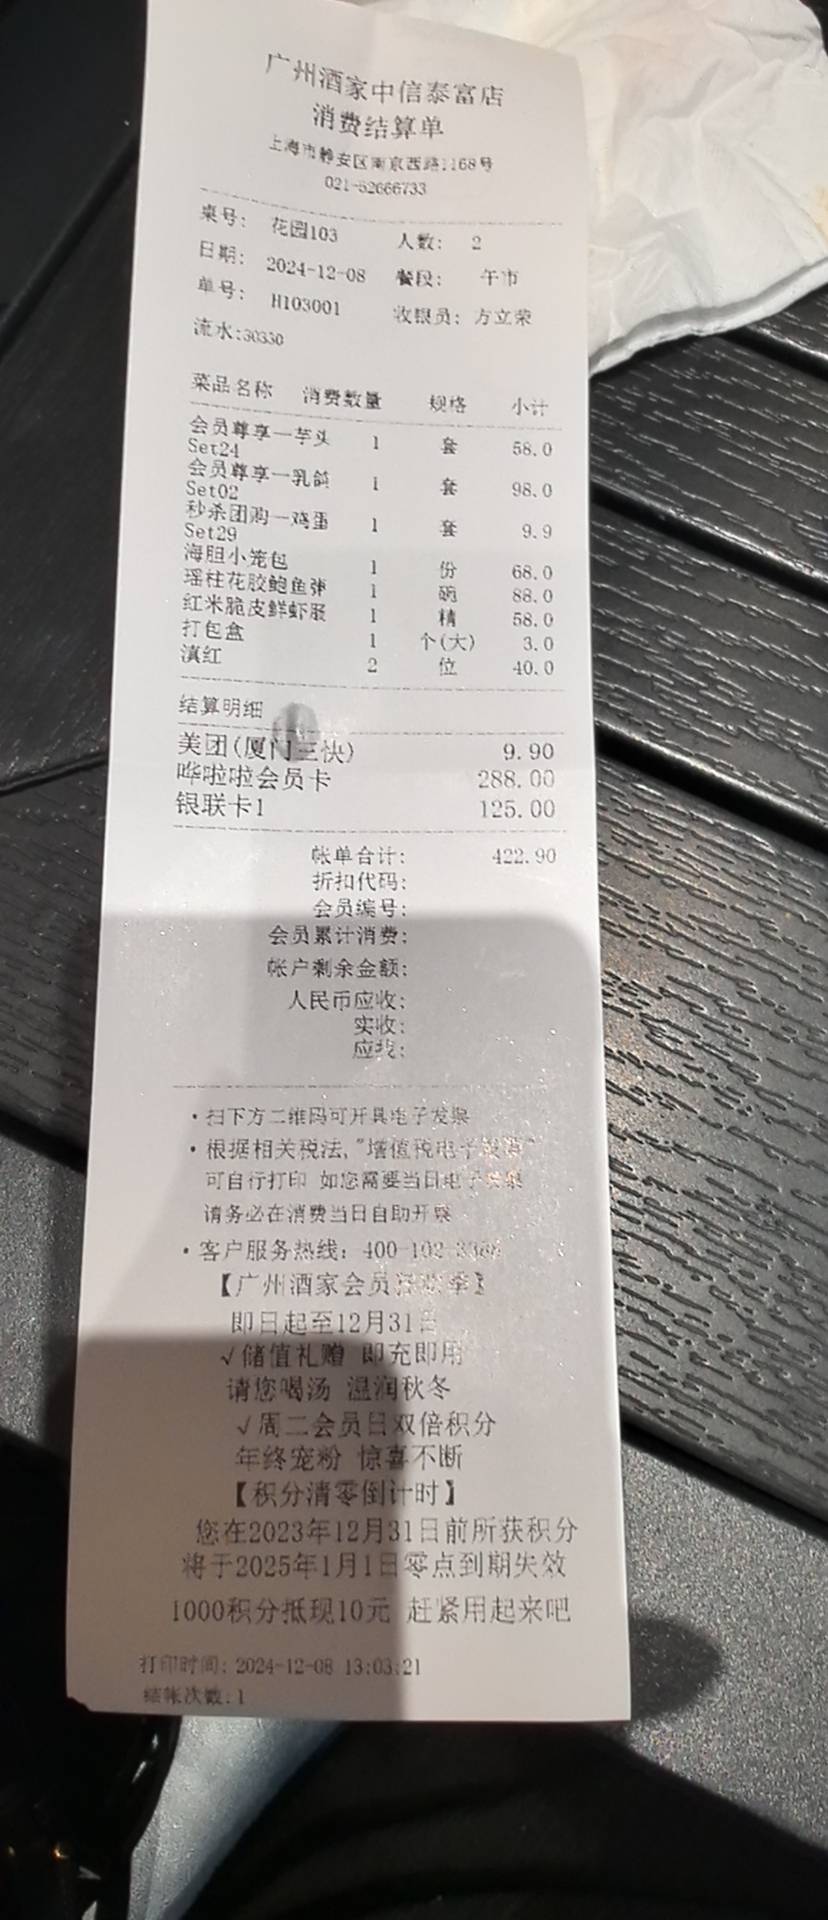 广州酒家中信泰富店
消费结算单
上海市静安区南京西路1168号
021-52666733
桌号: 花园103 人数: 2
日期: 2024-12-08 餐段: 午市
单号: H103001 收银员: 方立荣
流水:30330
菜品名称 消费数量 规格 小计
会员尊享一芋头 1 套 58.0
Set24
会员尊享一乳鸽 1 套 98.0
Set02
秒杀团购一鸡蛋 1 套 9.9
Set29
海胆小笼包 1 份 68.0
瑶柱花胶鲍鱼粥 1 碗 88.0
红米脆皮鲜虾肠 1 精 58.0
打包盒 1 个(大) 3.0
滇红 2 位 40.0
结算明细
美团(厦门三快) 9.90
哗啦啦会员卡 288.00
银联卡1 125.00
帐单合计: 422.90
折扣代码:
会员编号:
会员累计消费:
帐户剩余金额:
人民币应收:
实收:
应找:
·扫下方二维码可开具电子发票
·根据相关税法,"增值税电子发票"
可自行打印 如您需要当日电子发票
请务必在消费当日自助开票
·客户服务热线: 400-102-
【广州酒家会员 季】
即日起至12月31日
√储值礼赠 即充即用
请您喝汤 温润秋冬
√周二会员日双倍积分
年终宠粉 惊喜不断
【积分清零倒计时】
您在2023年12月31日前所获积分
将于2025年1月1日零点到期失效
1000积分抵现10元 赶紧用起来吧
打印时间: 2024-12-08 13:03:21
结帐次数:1